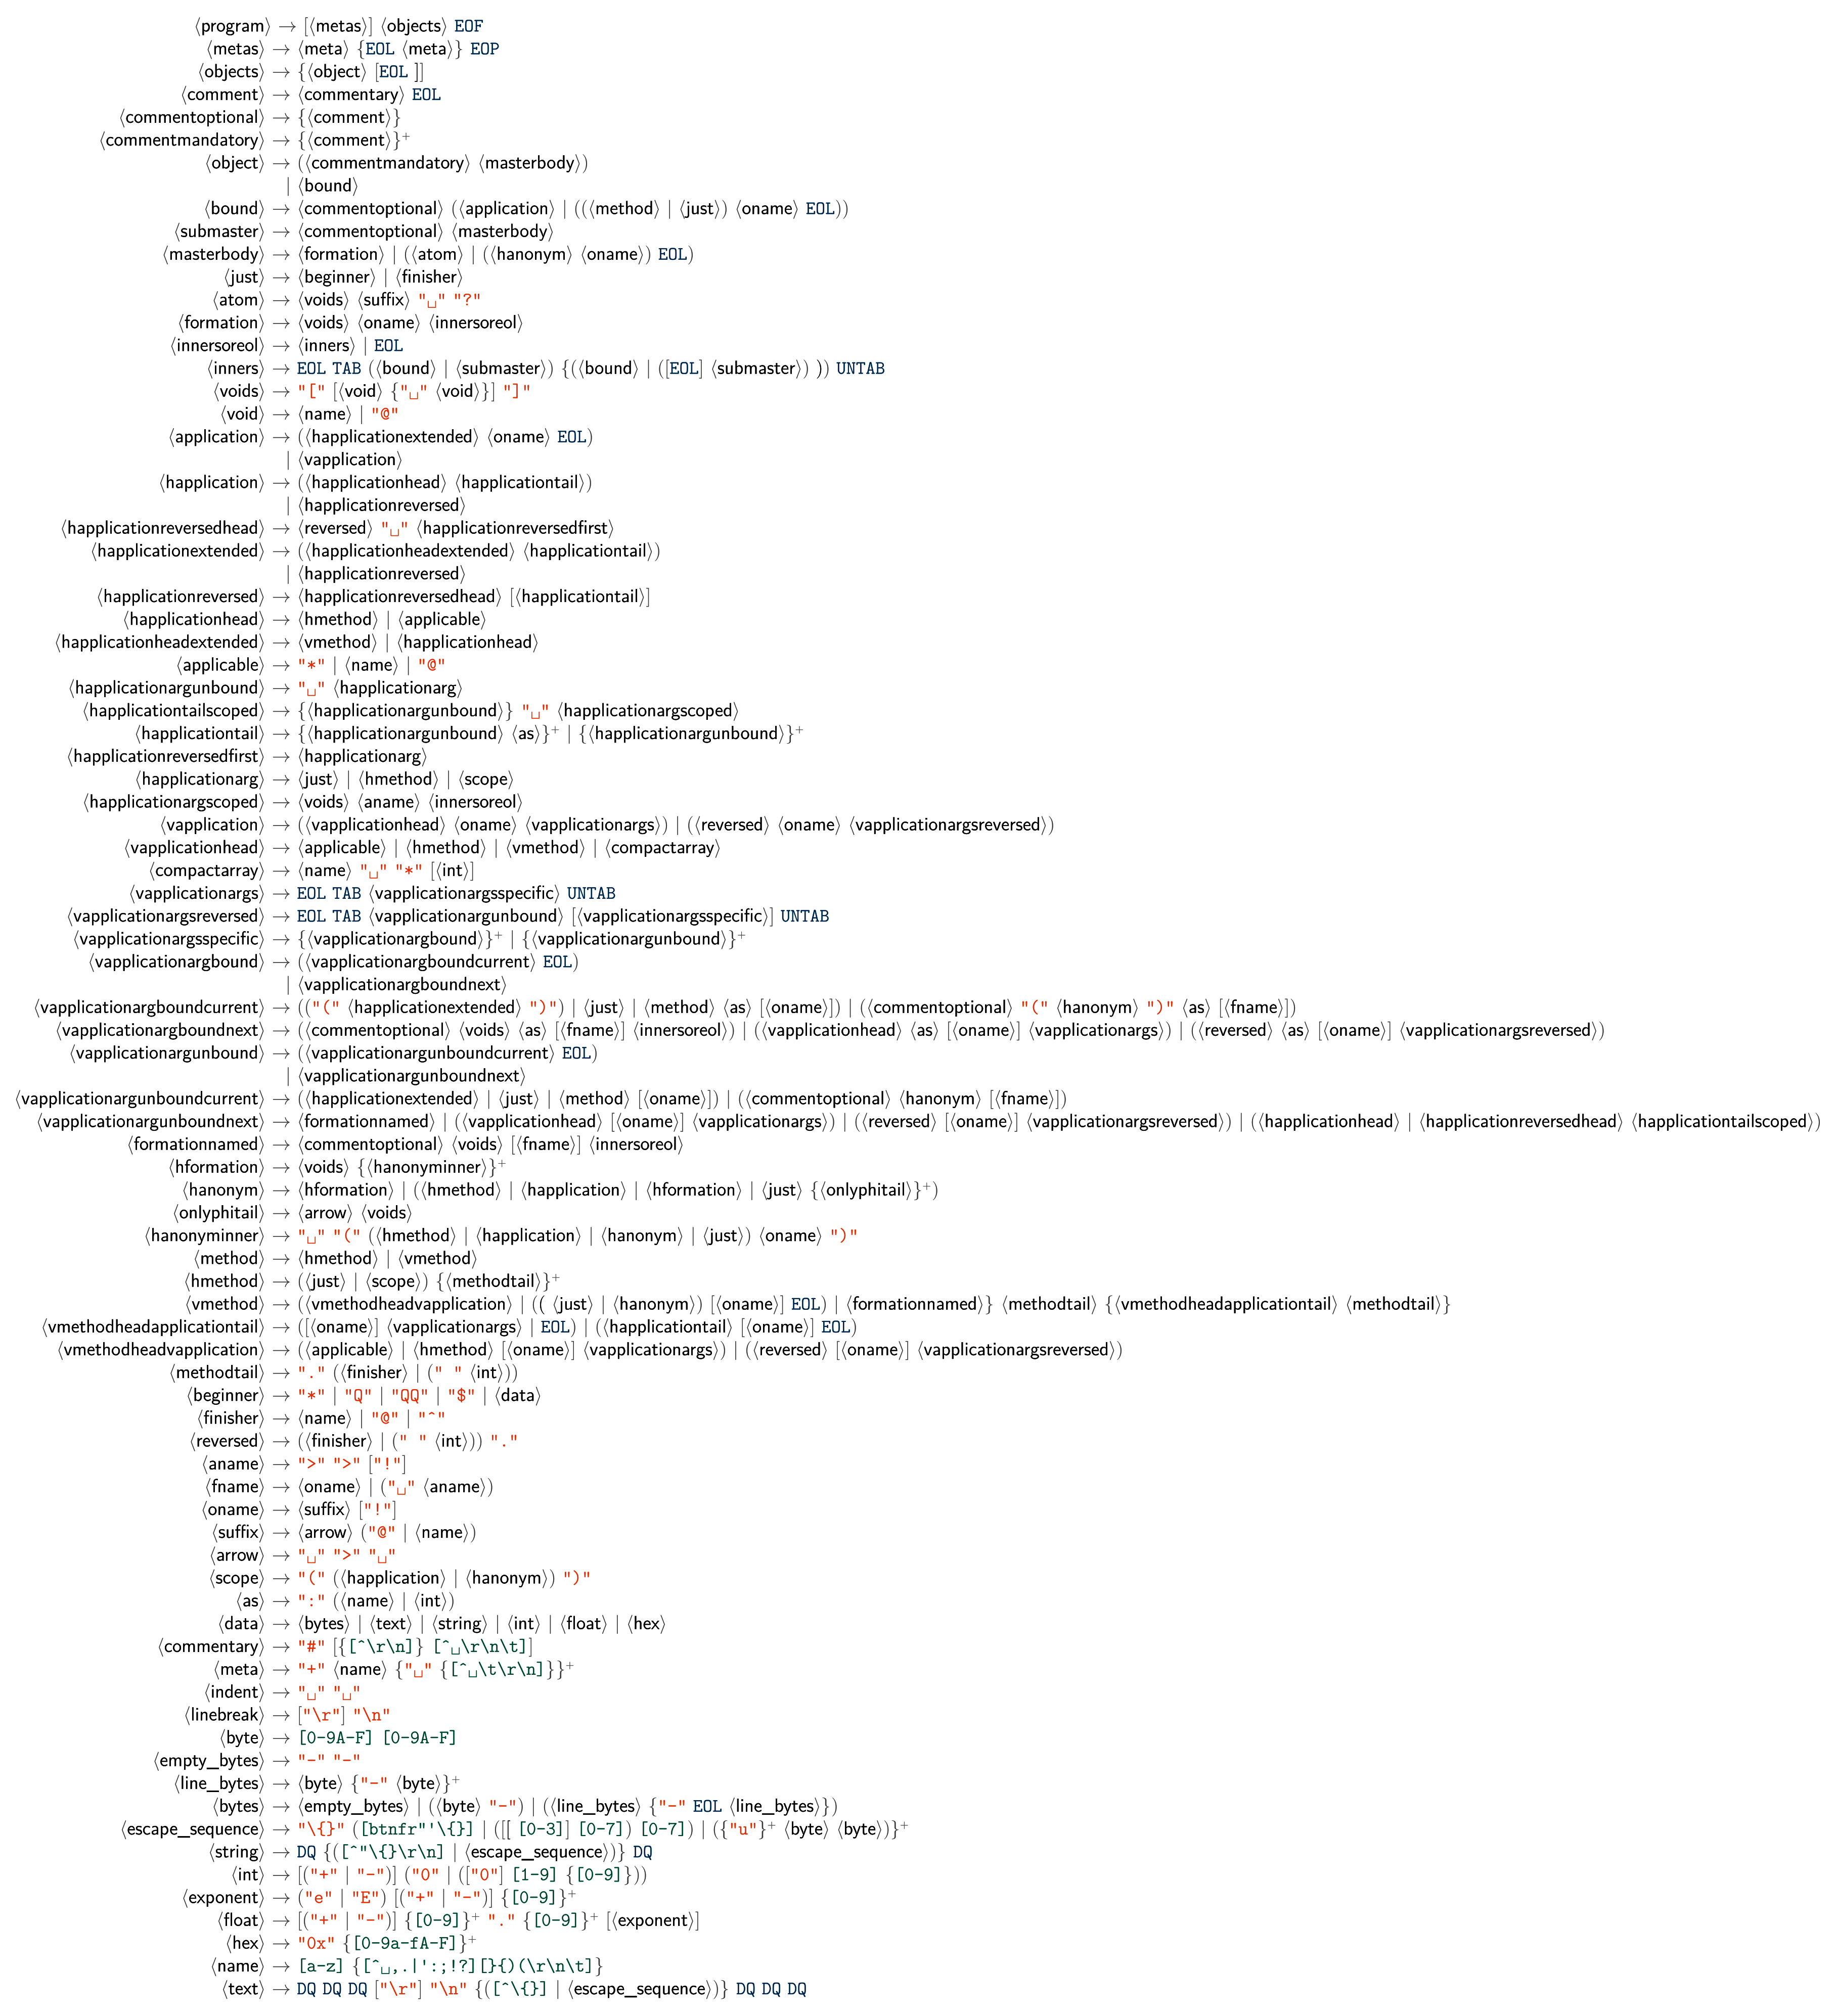 ⟨program⟩ → [⟨metas⟩] ⟨objects⟩ EOF
⟨metas⟩ → ⟨meta⟩ {EOL ⟨meta⟩} EOP
⟨objects⟩ → {⟨object⟩ [EOL ]]
⟨comment⟩ → ⟨commentary⟩ EOL
⟨commentoptional⟩ → {⟨comment⟩}
⟨commentmandatory⟩ → {⟨comment⟩}⁺
⟨object⟩ → (⟨commentmandatory⟩ ⟨masterbody⟩)
| ⟨bound⟩
⟨bound⟩ → ⟨commentoptional⟩ (⟨application⟩ | ((⟨method⟩ | ⟨just⟩) ⟨oname⟩ EOL))
⟨submaster⟩ → ⟨commentoptional⟩ ⟨masterbody⟩
⟨masterbody⟩ → ⟨formation⟩ | (⟨atom⟩ | (⟨hanonym⟩ ⟨oname⟩) EOL)
⟨just⟩ → ⟨beginner⟩ | ⟨finisher⟩
⟨atom⟩ → ⟨voids⟩ ⟨suffix⟩ "␣" "?"
⟨formation⟩ → ⟨voids⟩ ⟨oname⟩ ⟨innersoreol⟩
⟨innersoreol⟩ → ⟨inners⟩ | EOL
⟨inners⟩ → EOL TAB (⟨bound⟩ | ⟨submaster⟩) {(⟨bound⟩ | ([EOL] ⟨submaster⟩) )) UNTAB
⟨voids⟩ → "[" [⟨void⟩ {"␣" ⟨void⟩}] "]"
⟨void⟩ → ⟨name⟩ | "@"
⟨application⟩ → (⟨happlicationextended⟩ ⟨oname⟩ EOL)
| ⟨vapplication⟩
⟨happlication⟩ → (⟨happlicationhead⟩ ⟨happlicationtail⟩)
| ⟨happlicationreversed⟩
⟨happlicationreversedhead⟩ → ⟨reversed⟩ "␣" ⟨happlicationreversedfirst⟩
⟨happlicationextended⟩ → (⟨happlicationheadextended⟩ ⟨happlicationtail⟩)
| ⟨happlicationreversed⟩
⟨happlicationreversed⟩ → ⟨happlicationreversedhead⟩ [⟨happlicationtail⟩]
⟨happlicationhead⟩ → ⟨hmethod⟩ | ⟨applicable⟩
⟨happlicationheadextended⟩ → ⟨vmethod⟩ | ⟨happlicationhead⟩
⟨applicable⟩ → "*" | ⟨name⟩ | "@"
⟨happlicationargunbound⟩ → "␣" ⟨happlicationarg⟩
⟨happlicationtailscoped⟩ → {⟨happlicationargunbound⟩} "␣" ⟨happlicationargscoped⟩
⟨happlicationtail⟩ → {⟨happlicationargunbound⟩ ⟨as⟩}⁺ | {⟨happlicationargunbound⟩}⁺
⟨happlicationreversedfirst⟩ → ⟨happlicationarg⟩
⟨happlicationarg⟩ → ⟨just⟩ | ⟨hmethod⟩ | ⟨scope⟩
⟨happlicationargscoped⟩ → ⟨voids⟩ ⟨aname⟩ ⟨innersoreol⟩
⟨vapplication⟩ → (⟨vapplicationhead⟩ ⟨oname⟩ ⟨vapplicationargs⟩) | (⟨reversed⟩ ⟨oname⟩ ⟨vapplicationargsreversed⟩)
⟨vapplicationhead⟩ → ⟨applicable⟩ | ⟨hmethod⟩ | ⟨vmethod⟩ | ⟨compactarray⟩
⟨compactarray⟩ → ⟨name⟩ "␣" "*" [⟨int⟩]
⟨vapplicationargs⟩ → EOL TAB ⟨vapplicationargsspecific⟩ UNTAB
⟨vapplicationargsreversed⟩ → EOL TAB ⟨vapplicationargunbound⟩ [⟨vapplicationargsspecific⟩] UNTAB
⟨vapplicationargsspecific⟩ → {⟨vapplicationargbound⟩}⁺ | {⟨vapplicationargunbound⟩}⁺
⟨vapplicationargbound⟩ → (⟨vapplicationargboundcurrent⟩ EOL)
| ⟨vapplicationargboundnext⟩
⟨vapplicationargboundcurrent⟩ → (("(" ⟨happlicationextended⟩ ")") | ⟨just⟩ | ⟨method⟩ ⟨as⟩ [⟨oname⟩]) | (⟨commentoptional⟩ "(" ⟨hanonym⟩ ")" ⟨as⟩ [⟨fname⟩])
⟨vapplicationargboundnext⟩ → (⟨commentoptional⟩ ⟨voids⟩ ⟨as⟩ [⟨fname⟩] ⟨innersoreol⟩) | (⟨vapplicationhead⟩ ⟨as⟩ [⟨oname⟩] ⟨vapplicationargs⟩) | (⟨reversed⟩ ⟨as⟩ [⟨oname⟩] ⟨vapplicationargsreversed⟩)
⟨vapplicationargunbound⟩ → (⟨vapplicationargunboundcurrent⟩ EOL)
| ⟨vapplicationargunboundnext⟩
⟨vapplicationargunboundcurrent⟩ → (⟨happlicationextended⟩ | ⟨just⟩ | ⟨method⟩ [⟨oname⟩]) | (⟨commentoptional⟩ ⟨hanonym⟩ [⟨fname⟩])
⟨vapplicationargunboundnext⟩ → ⟨formationnamed⟩ | (⟨vapplicationhead⟩ [⟨oname⟩] ⟨vapplicationargs⟩) | (⟨reversed⟩ [⟨oname⟩] ⟨vapplicationargsreversed⟩) | (⟨happlicationhead⟩ | ⟨happlicationreversedhead⟩ ⟨happlicationtailscoped⟩)
⟨formationnamed⟩ → ⟨commentoptional⟩ ⟨voids⟩ [⟨fname⟩] ⟨innersoreol⟩
⟨hformation⟩ → ⟨voids⟩ {⟨hanonyminner⟩}⁺
⟨hanonym⟩ → ⟨hformation⟩ | (⟨hmethod⟩ | ⟨happlication⟩ | ⟨hformation⟩ | ⟨just⟩ {⟨onlyphitail⟩}⁺)
⟨onlyphitail⟩ → ⟨arrow⟩ ⟨voids⟩
⟨hanonyminner⟩ → "␣" "(" (⟨hmethod⟩ | ⟨happlication⟩ | ⟨hanonym⟩ | ⟨just⟩) ⟨oname⟩ ")"
⟨method⟩ → ⟨hmethod⟩ | ⟨vmethod⟩
⟨hmethod⟩ → (⟨just⟩ | ⟨scope⟩) {⟨methodtail⟩}⁺
⟨vmethod⟩ → (⟨vmethodheadvapplication⟩ | (( ⟨just⟩ | ⟨hanonym⟩) [⟨oname⟩] EOL) | ⟨formationnamed⟩} ⟨methodtail⟩ {⟨vmethodheadapplicationtail⟩ ⟨methodtail⟩}
⟨vmethodheadapplicationtail⟩ → ([⟨oname⟩] ⟨vapplicationargs⟩ | EOL) | (⟨happlicationtail⟩ [⟨oname⟩] EOL)
⟨vmethodheadvapplication⟩ → (⟨applicable⟩ | ⟨hmethod⟩ [⟨oname⟩] ⟨vapplicationargs⟩) | (⟨reversed⟩ [⟨oname⟩] ⟨vapplicationargsreversed⟩)
⟨methodtail⟩ → "." (⟨finisher⟩ | (" " ⟨int⟩))
⟨beginner⟩ → "*" | "Q" | "QQ" | "$" | ⟨data⟩
⟨finisher⟩ → ⟨name⟩ | "@" | "^"
⟨reversed⟩ → (⟨finisher⟩ | (" " ⟨int⟩)) "."
⟨aname⟩ → ">" ">" ["!"]
⟨fname⟩ → ⟨oname⟩ | ("␣" ⟨aname⟩)
⟨oname⟩ → ⟨suffix⟩ ["!"]
⟨suffix⟩ → ⟨arrow⟩ ("@" | ⟨name⟩)
⟨arrow⟩ → "␣" ">" "␣"
⟨scope⟩ → "(" (⟨happlication⟩ | ⟨hanonym⟩) ")"
⟨as⟩ → ":" (⟨name⟩ | ⟨int⟩)
⟨data⟩ → ⟨bytes⟩ | ⟨text⟩ | ⟨string⟩ | ⟨int⟩ | ⟨float⟩ | ⟨hex⟩
⟨commentary⟩ → "#" [{[^\r\n]} [^␣\r\n\t]]
⟨meta⟩ → "+" ⟨name⟩ {"␣" {[^␣\t\r\n]}}⁺
⟨indent⟩ → "␣" "␣"
⟨linebreak⟩ → ["\r"] "\n"
⟨byte⟩ → [0-9A-F] [0-9A-F]
⟨empty_bytes⟩ → "-" "-"
⟨line_bytes⟩ → ⟨byte⟩ {"-" ⟨byte⟩}⁺
⟨bytes⟩ → ⟨empty_bytes⟩ | (⟨byte⟩ "-") | (⟨line_bytes⟩ {"-" EOL ⟨line_bytes⟩})
⟨escape_sequence⟩ → "\{}" ([btnfr"'\{}] | ([[ [0-3]] [0-7]) [0-7]) | ({"u"}⁺ ⟨byte⟩ ⟨byte⟩)}⁺
⟨string⟩ → DQ {([^"\{}\r\n] | ⟨escape_sequence⟩)} DQ
⟨int⟩ → [("+" | "-")] ("0" | (["0"] [1-9] {[0-9]}))
⟨exponent⟩ → ("e" | "E") [("+" | "-")] {[0-9]}⁺
⟨float⟩ → [("+" | "-")] {[0-9]}⁺ "." {[0-9]}⁺ [⟨exponent⟩]
⟨hex⟩ → "0x" {[0-9a-fA-F]}⁺
⟨name⟩ → [a-z] {[^␣,.|':;!?][}{)(\r\n\t]}
⟨text⟩ → DQ DQ DQ ["\r"] "\n" {([^\{}] | ⟨escape_sequence⟩)} DQ DQ DQ